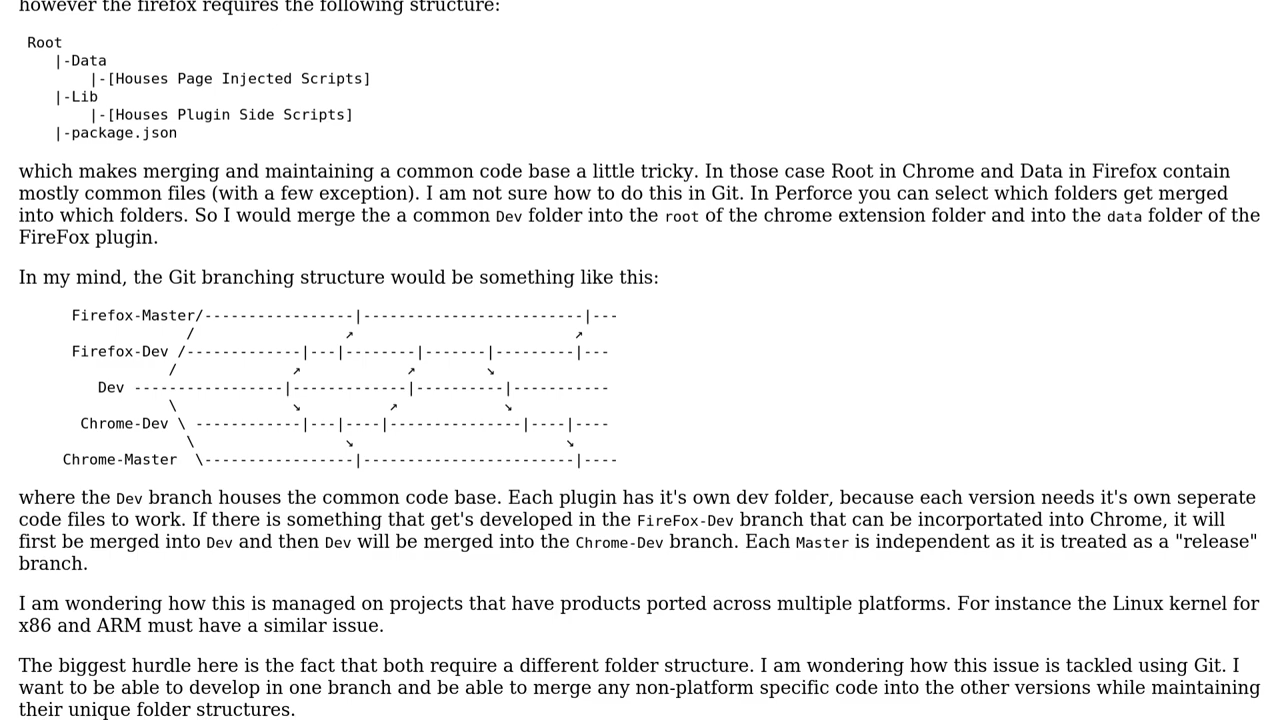 however the firefox requires the following structure:
Root
|-Data
|-[Houses Page Injected Scripts]
|-Lib
|-[Houses Plugin Side Scripts]
|-package.json
which makes merging and maintaining a common code base a little tricky. In those case Root in Chrome and Data in Firefox contain
mostly common files (with a few exception). I am not sure how to do this in Git. In Perforce you can select which folders get merged
into which folders. So I would merge the a common Dev folder into the root of the chrome extension folder and into the data folder of the
FireFox plugin.
In my mind, the Git branching structure would be something like this:
     Firefox-Master/-----------------|-------------------------|---
                  /                 ↗                          ↗
     Firefox-Dev /-------------|---|--------|-------|---------|---
                /             ↗            ↗        ↘
        Dev -----------------|-------------|----------|-----------
                \             ↘          ↗            ↘
      Chrome-Dev \ ------------|---|----|---------------|----|----
                  \                 ↘                        ↘
    Chrome-Master  \-----------------|------------------------|----
where the Dev branch houses the common code base. Each plugin has it's own dev folder, because each version needs it's own seperate
code files to work. If there is something that get's developed in the FireFox-Dev branch that can be incorportated into Chrome, it will
first be merged into Dev and then Dev will be merged into the Chrome-Dev branch. Each Master is independent as it is treated as a "release"
branch.
I am wondering how this is managed on projects that have products ported across multiple platforms. For instance the Linux kernel for
x86 and ARM must have a similar issue.
The biggest hurdle here is the fact that both require a different folder structure. I am wondering how this issue is tackled using Git. I
want to be able to develop in one branch and be able to merge any non-platform specific code into the other versions while maintaining
their unique folder structures.